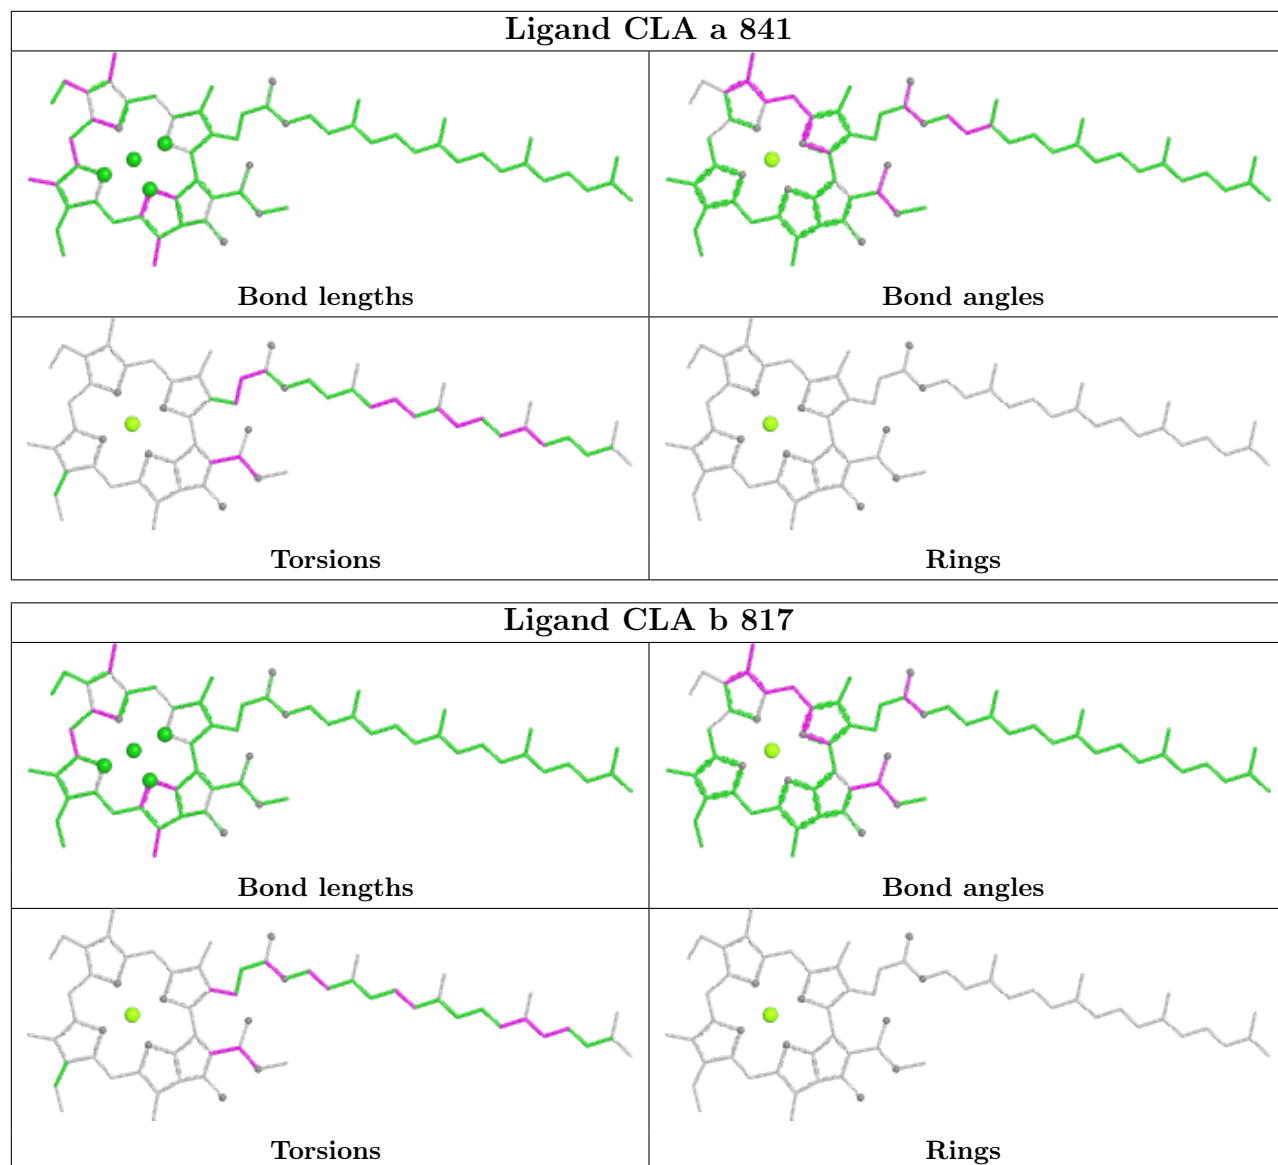 Ligand CLA a 841
Bond lengths
Bond angles
Torsions
Rings
Ligand CLA b 817
Bond lengths
Bond angles
Torsions
Rings